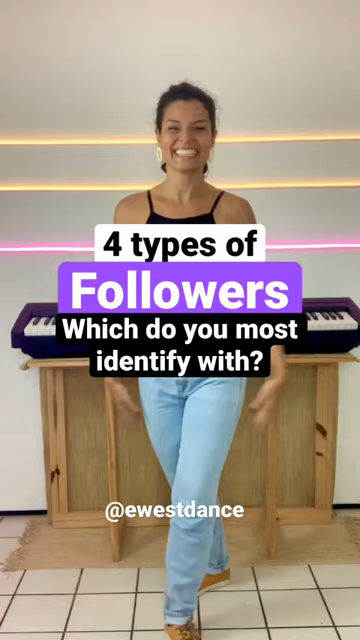 4 types of
Followers
Which do you most
identify with?
@ewestdance